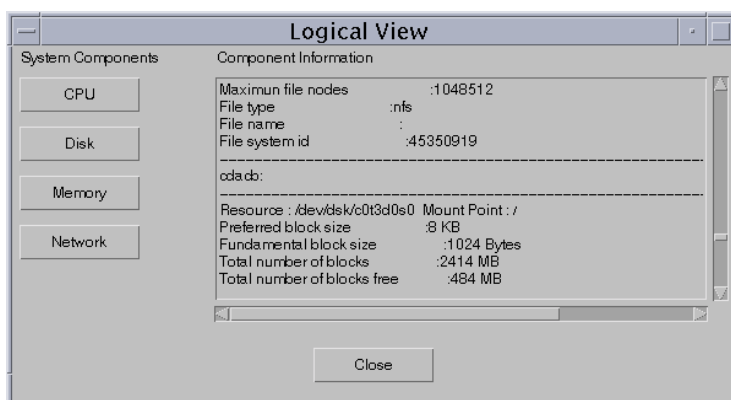 Logical View
System Components
Component Information
CPU
Disk
Memory
Network
Maximun file nodes :1048512
File type :nfs
File name :
File system id :45350919
cdadb:
Resource : /dev/dsk/c0t3d0s0 Mount Point : /
Preferred block size :8 KB
Fundamental block size :1024 Bytes
Total number of blocks :2414 MB
Total number of blocks free :484 MB
Close